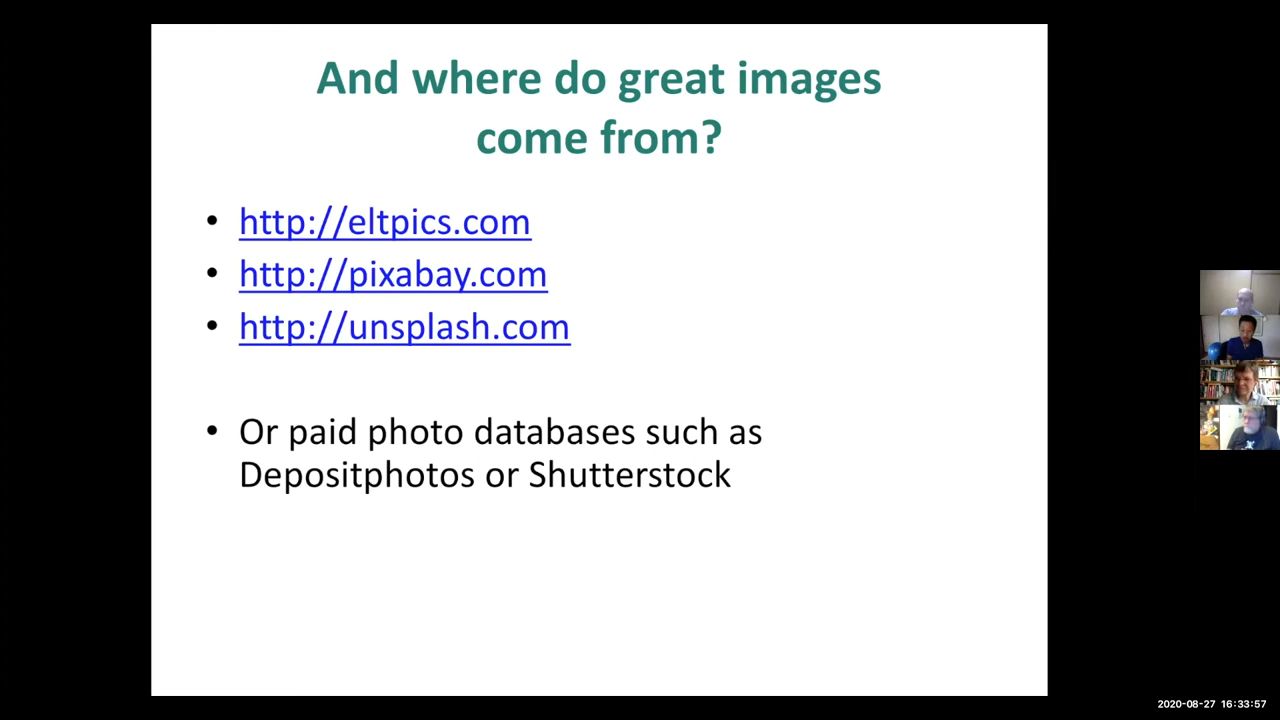 And where do great images
come from?
• http://eltpics.com
• http://pixabay.com
• http://unsplash.com
• Or paid photo databases such as
Depositphotos or Shutterstock
2020-08-27 16:33:57